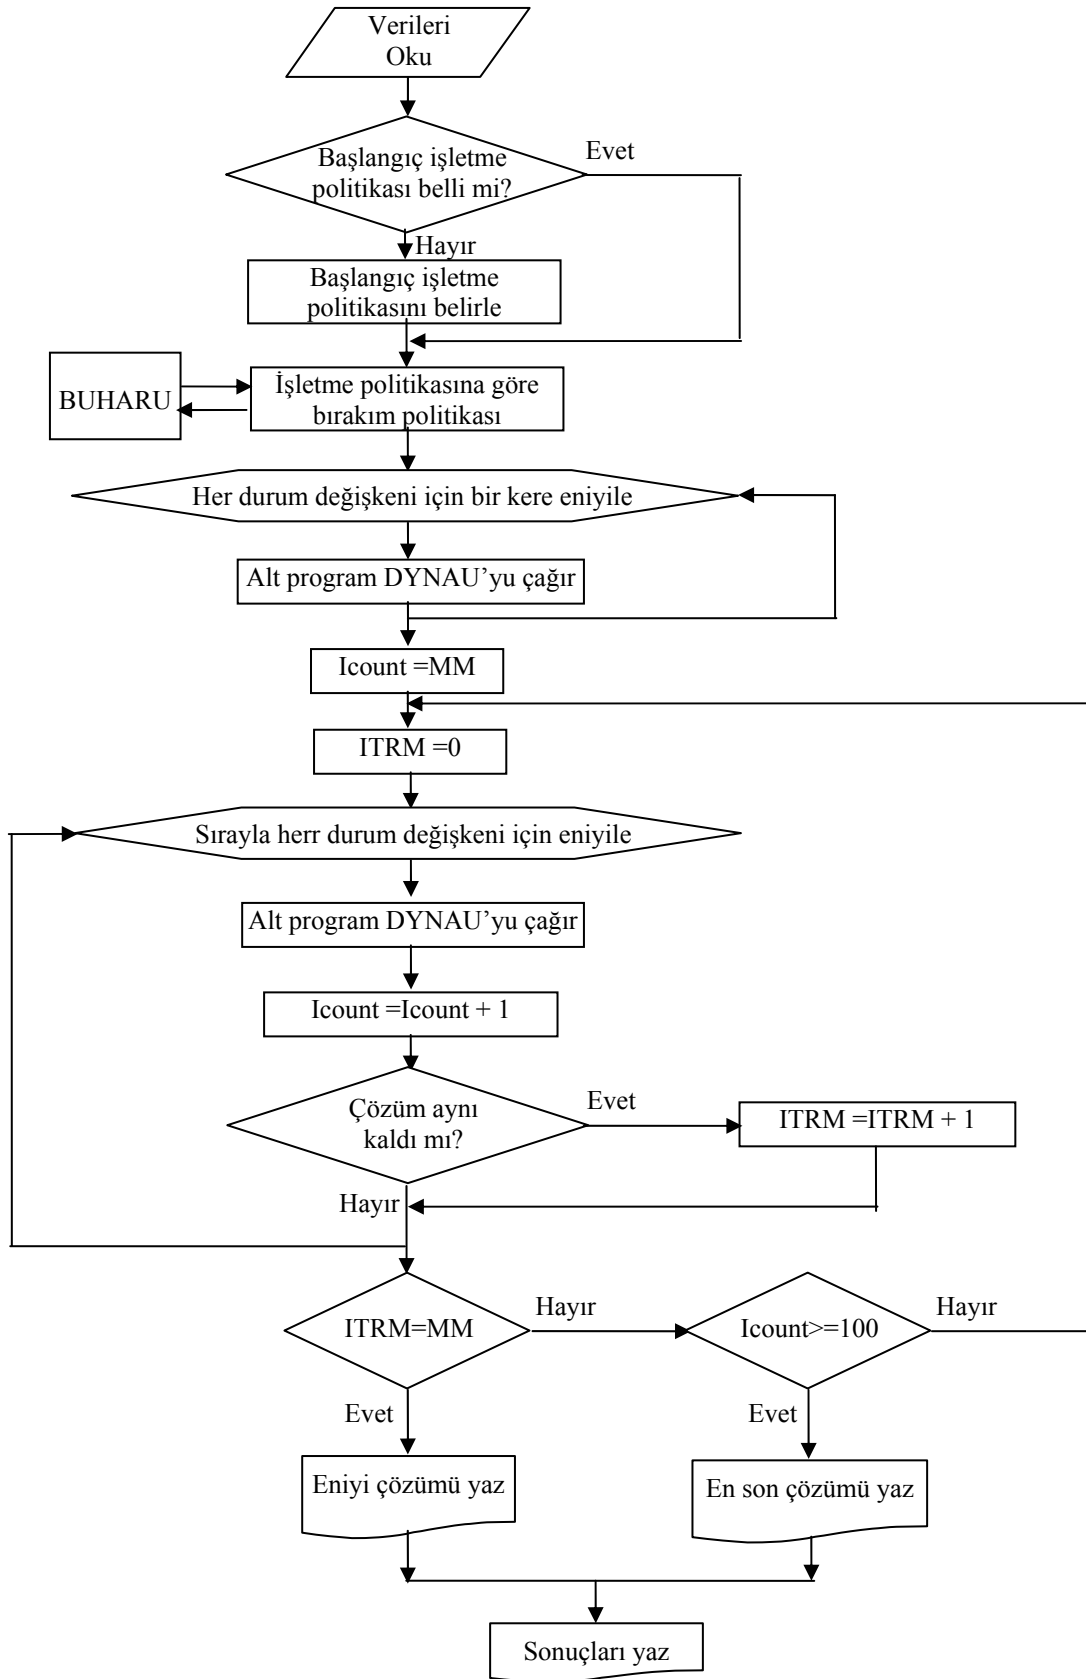 Verileri
Oku
Başlangıç işletme
politikası belli mi?
Evet
Hayır
Başlangıç işletme
politikasını belirle
BUHARU
İşletme politikasına göre
bırakım politikası
Her durum değişkeni için bir kere eniyile
Alt program DYNAU’yu çağır
Icount =MM
ITRM =0
Sırayla herr durum değişkeni için eniyile
Alt program DYNAU’yu çağır
Icount =Icount + 1
Çözüm aynı
kaldı mı?
Evet
ITRM =ITRM + 1
Hayır
ITRM=MM
Hayır
Icount>=100
Hayır
Evet
Evet
Eniyi çözümü yaz
En son çözümü yaz
Sonuçları yaz